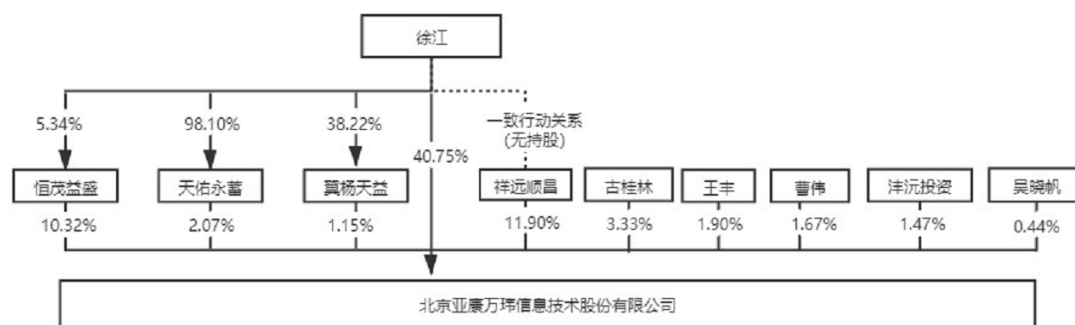 徐江
5.34%
98.10%
38.22%
40.75%
一致行动关系
(无持股)
恒茂益盛
天佑永蓄
翼杨天益
祥远顺昌
古桂林
王丰
曹伟
沣沅投资
吴晓帆
10.32%
2.07%
1.15%
11.90%
3.33%
1.90%
1.67%
1.47%
0.44%
北京亚康万玮信息技术股份有限公司